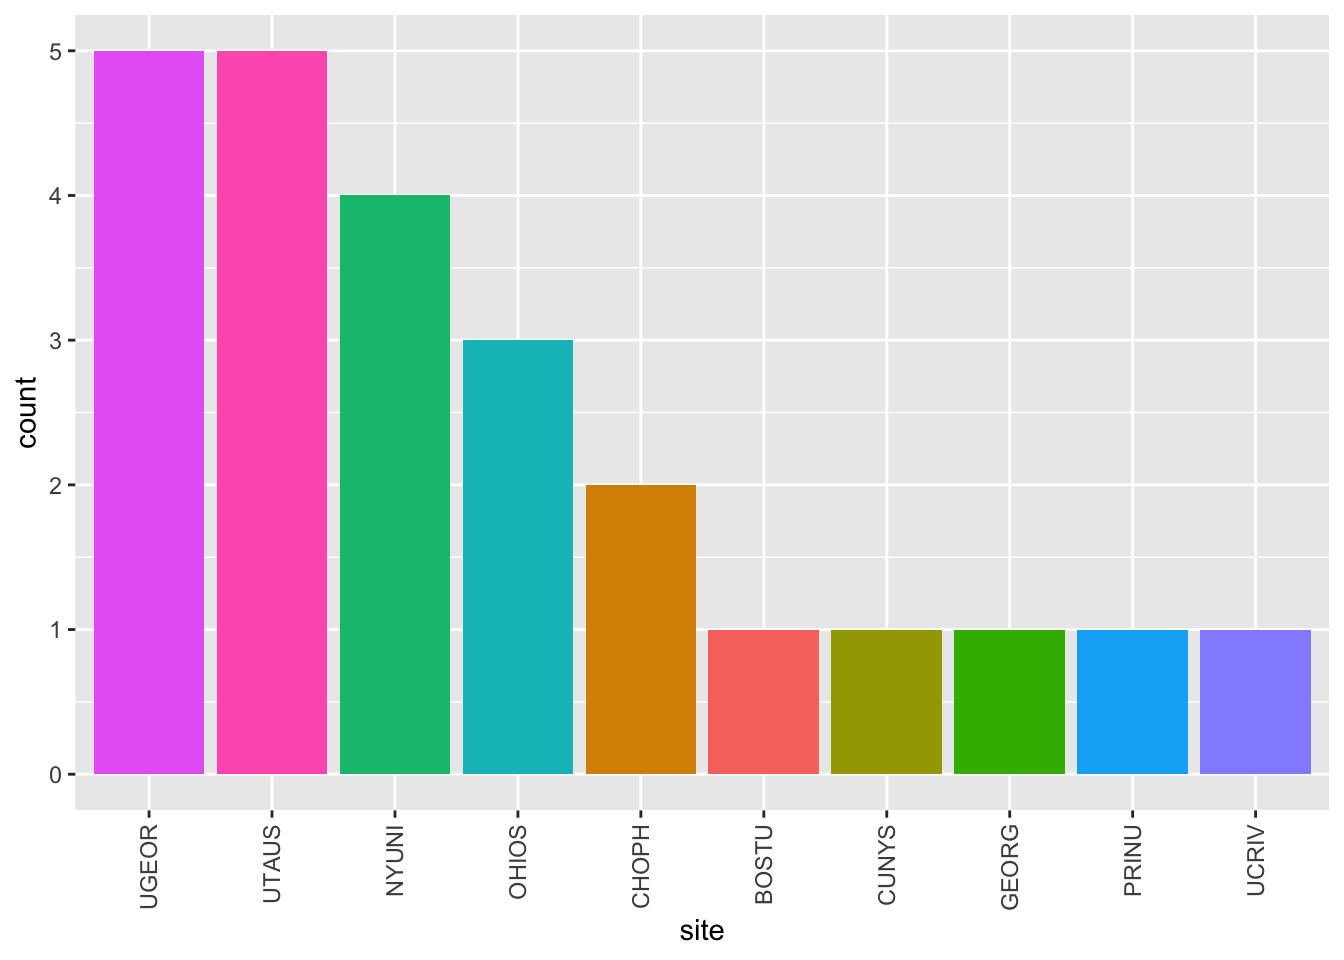 5
4
3
2
1
0
count
UGEOR
UTAUS
NYUNI
OHIOS
CHOPH
BOSTU
CUNYS
GEORG
PRINU
UCRIV
site